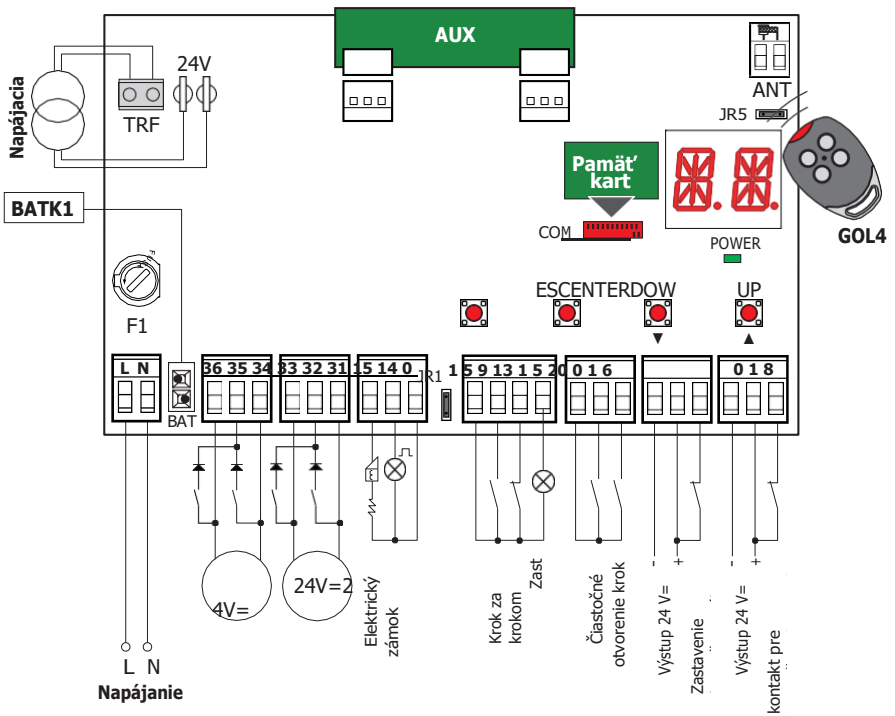 AUX
24V
ANT
TRF
JR5
Napájacia
Pamäť
kart
BATK1
COM
GOL4
POWER
ESCENTERDOW
UP
F1
L N
36 35 34 33 32 31 15 14 0
JR1
1 5 9 13 1 5 20 0 1 6
0 1 8
BAT
4V=
24V=2
Elektrický
zámok
Krok za
krokom
Zast
Čiastočné
otvorenie krok
- +
Výstup 24 V=
Zastavenie
- +
Výstup 24 V=
kontakt pre
L N
Napájanie